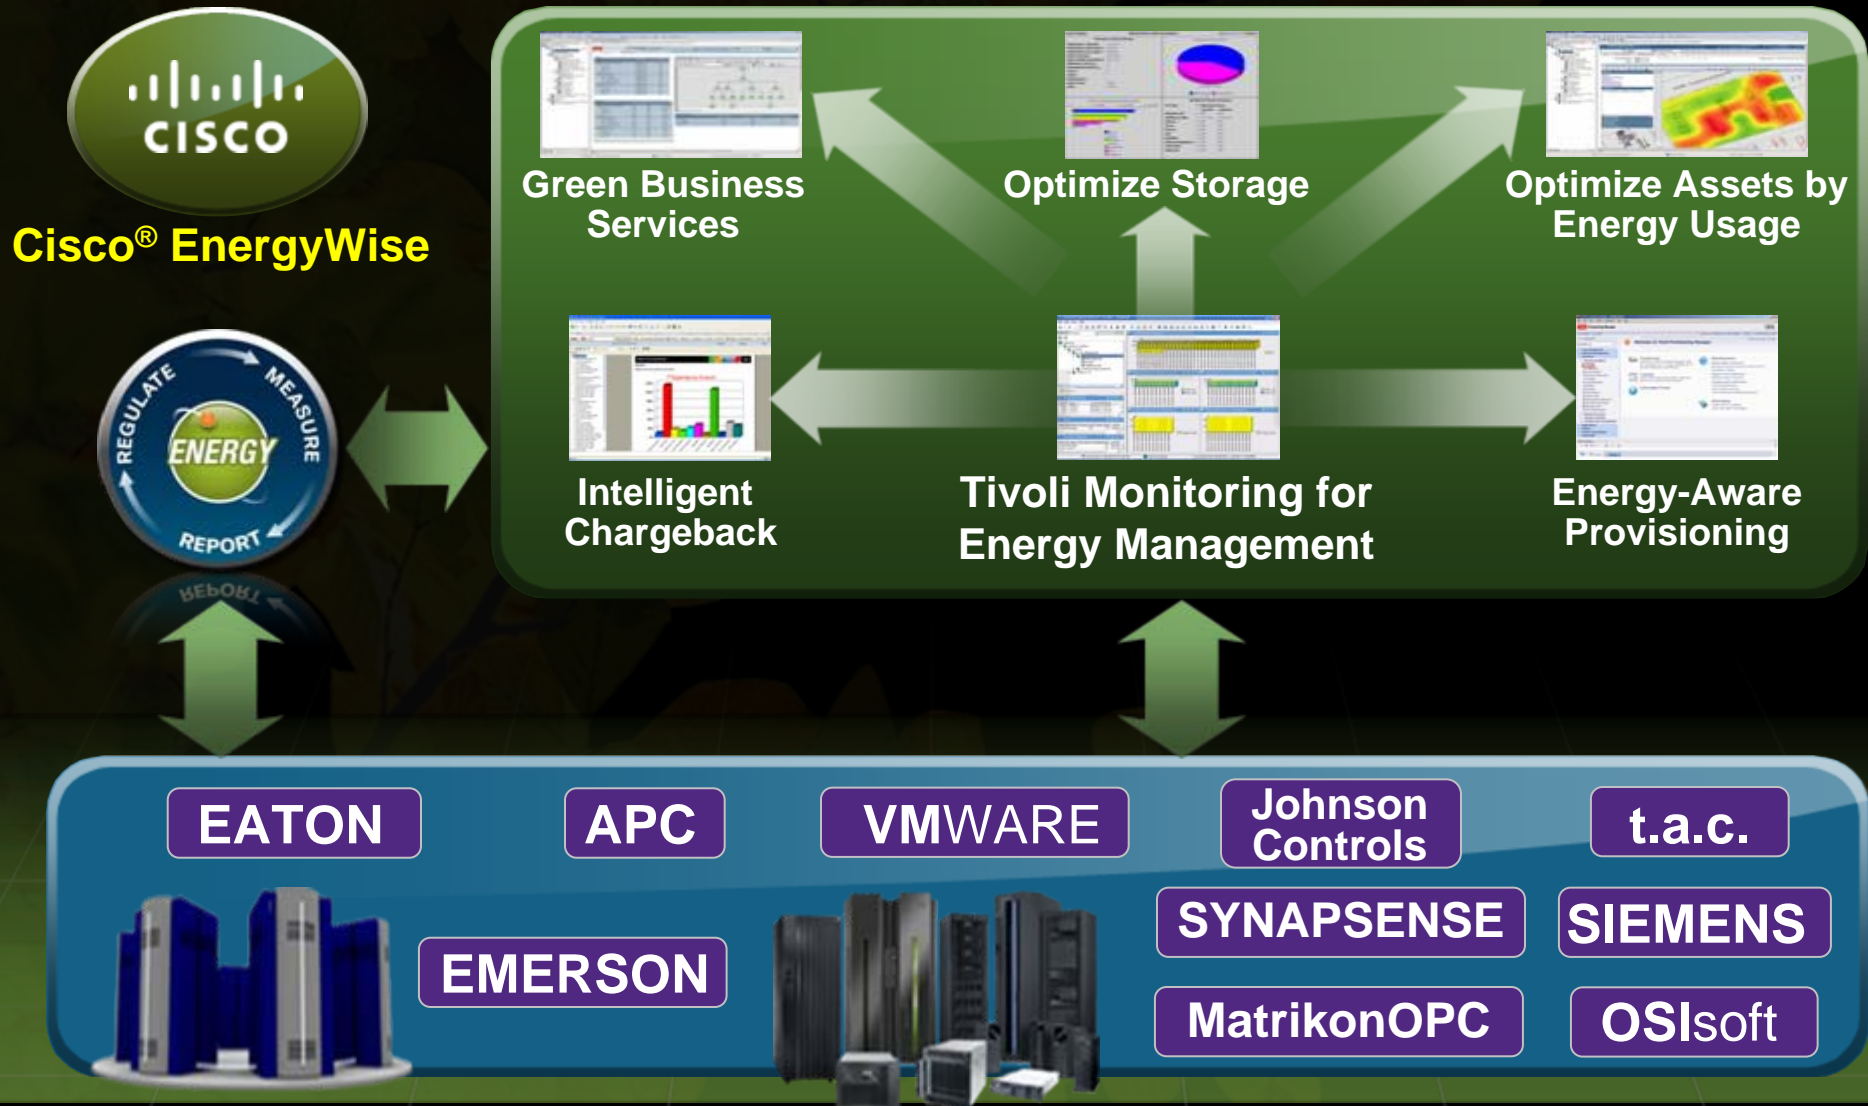 CISCO
Cisco® EnergyWise
Green Business
Services
Optimize Storage
Optimize Assets by
Energy Usage
REGULATE
MEASURE
ENERGY
REPORT
REPORT
Intelligent
Chargeback
Tivoli Monitoring for
Energy Management
Energy-Aware
Provisioning
EATON
APC
VMWARE
Johnson
Controls
t.a.c.
EMERSON
SYNAPSENSE
SIEMENS
MatrikonOPC
OSIsoft